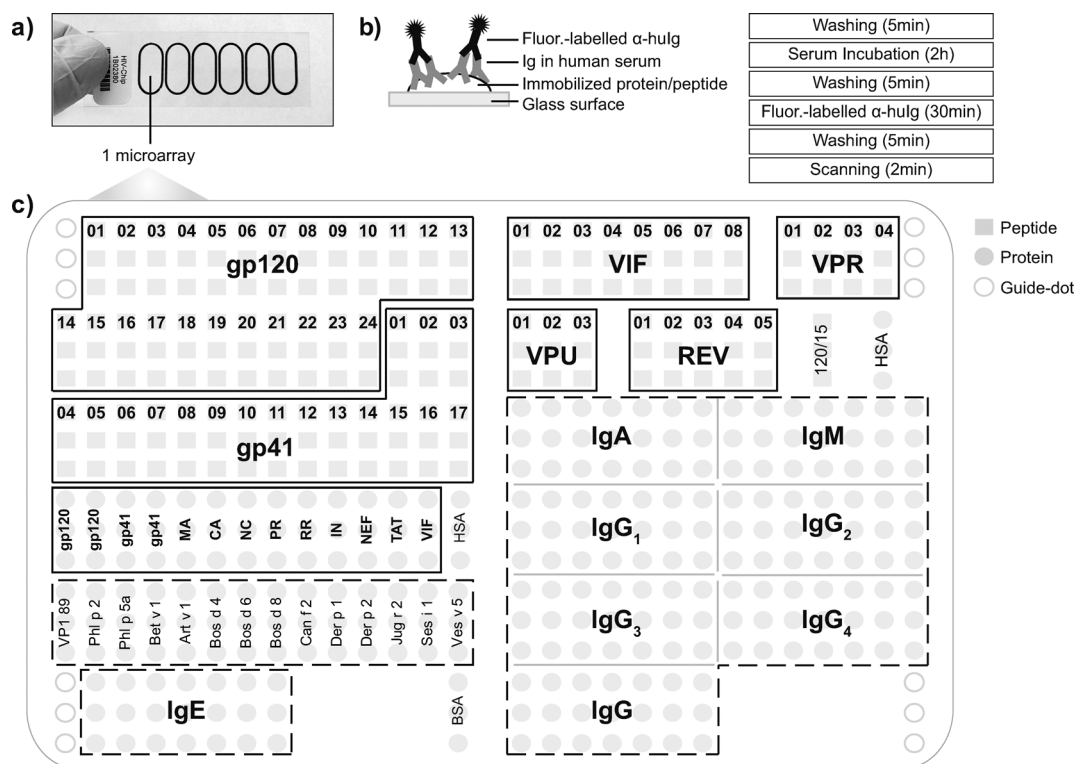 a)
HIV-Chip
1802380
1 microarray
b)
Fluor.-labelled α-huIg
Ig in human serum
Immobilized protein/peptide
Glass surface
Washing (5min)
Serum Incubation (2h)
Washing (5min)
Fluor.-labelled α-huIg (30min)
Washing (5min)
Scanning (2min)
c)
01 02 03 04 05 06 07 08 09 10 11 12 13
gp120
14 15 16 17 18 19 20 21 22 23 24
01 02 03
04 05 06 07 08 09 10 11 12 13 14 15 16 17
gp41
gp120 gp120 gp41 gp41 MA CA NC PR RR IN NEF TAT VIF HSA
VP1 89 Phl p 2 Phl p 5a Bet v 1 Art v 1 Bos d 4 Bos d 6 Bos d 8 Can f 2 Der p 1 Der p 2 Jug r 2 Ses i 1 Ves v 5
IgE
BSA
01 02 03 04 05 06 07 08
VIF
01 02 03 04
VPR
01 02 03
VPU
01 02 03 04 05
REV
120/15
HSA
IgA
IgM
IgG1
IgG2
IgG3
IgG4
IgG
Peptide
Protein
Guide-dot